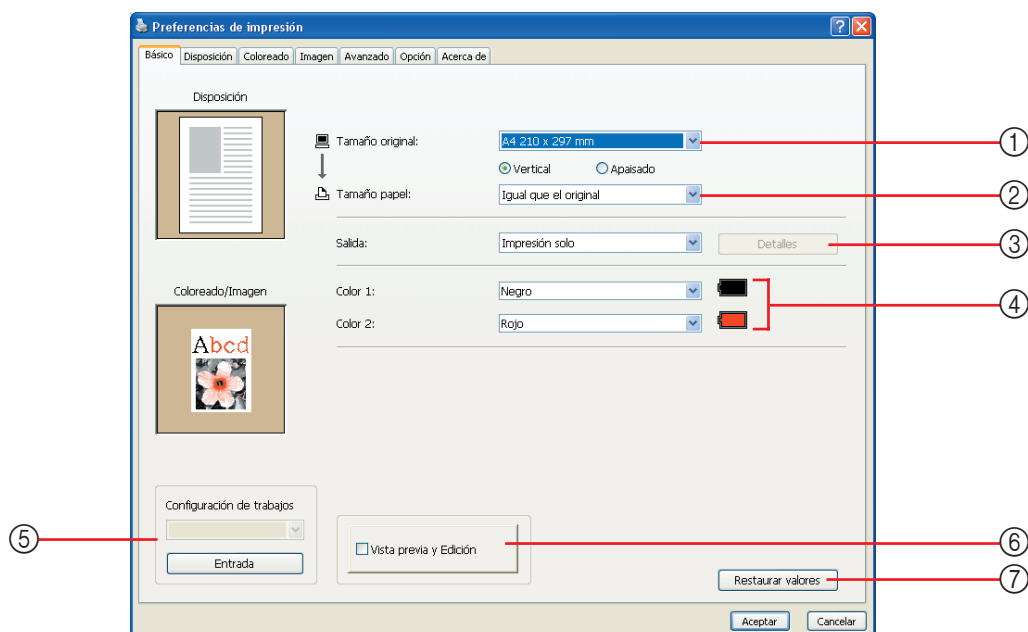 Preferencias de impresión
Básico Disposición Coloreado Imagen Avanzado Opción Acerca de
Disposición
Tamaño original: A4 210 x 297 mm ①
Vertical Apaisado
Tamaño papel: Igual que el original ②
Salida: Impresión solo Detalles ③
Coloreado/Imagen
Color 1: Negro
④
Color 2: Rojo
Abcd
Configuración de trabajos
⑤
Vista previa y Edición ⑥
Entrada
Restaurar valores ⑦
Aceptar Cancelar